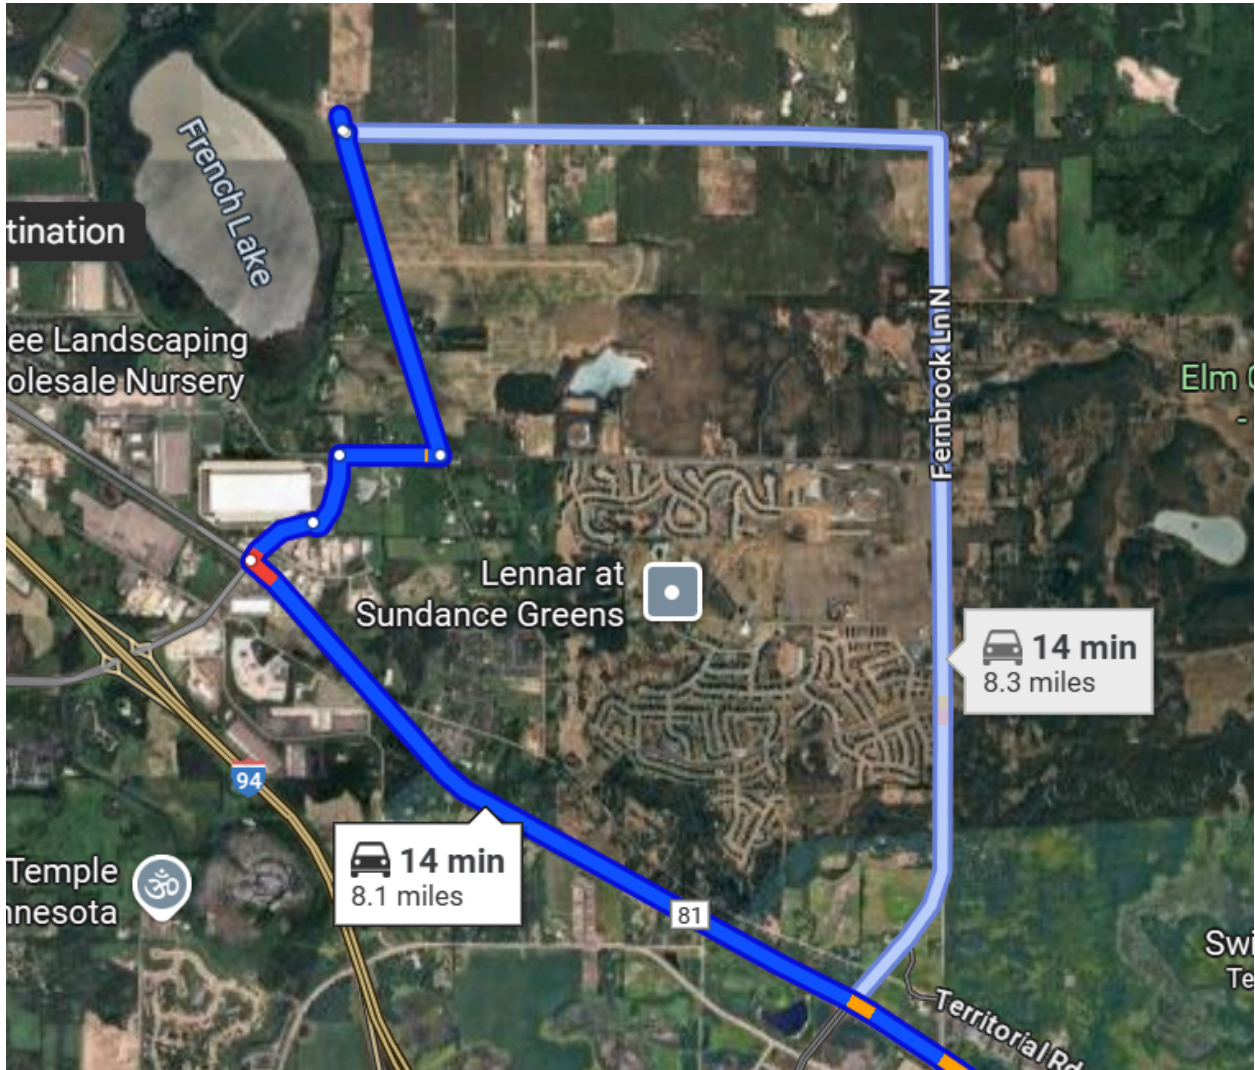 French Lake
tination
ee Landscaping
olesale Nursery
Fernbrook Ln N
Elm
Lennar at
Sundance Greens
14 min
8.3 miles
94
14 min
8.1 miles
Temple
nnesota
81
Swi
Te
Territorial Rd